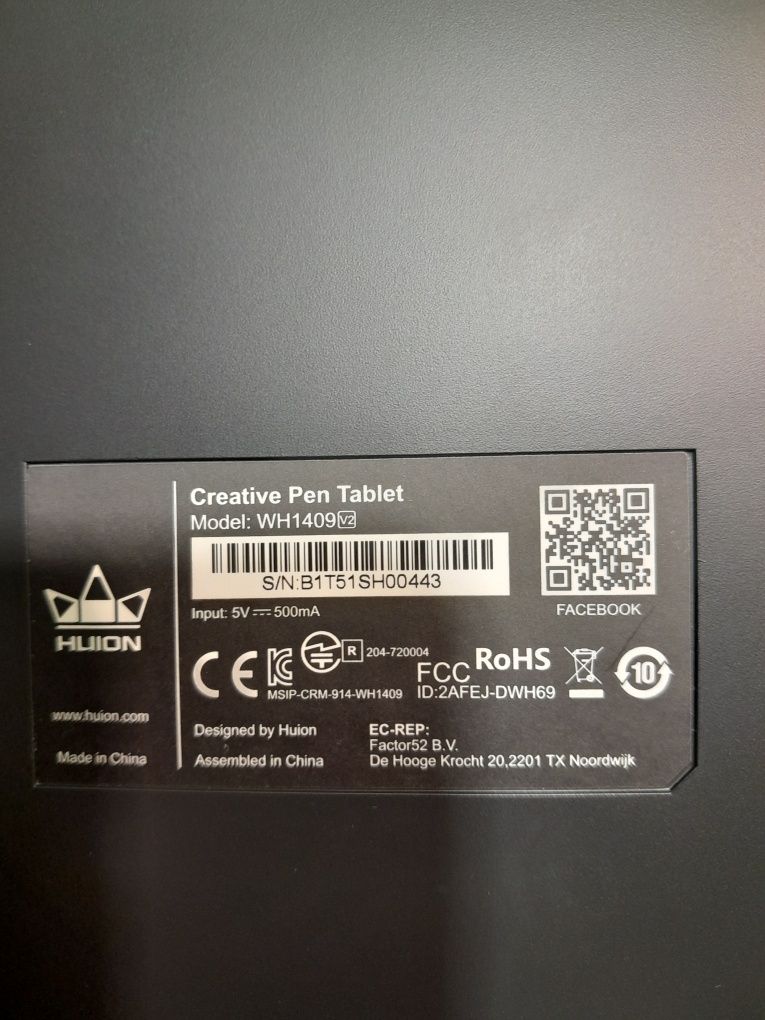 Creative Pen Tablet
Model: WH1409 V2
S/N:B1T51SH00443
Input: 5V 500mA
FACEBOOK
HUION
www.huion.com
Made in China
CE R 204-720004
MSIP-CRM-914-WH1409
FCC RoHS 10
ID:2AFEJ-DWH69
Designed by Huion
Assembled in China
EC-REP:
Factor52 B.V.
De Hooge Krocht 20,2201 TX Noordwijk